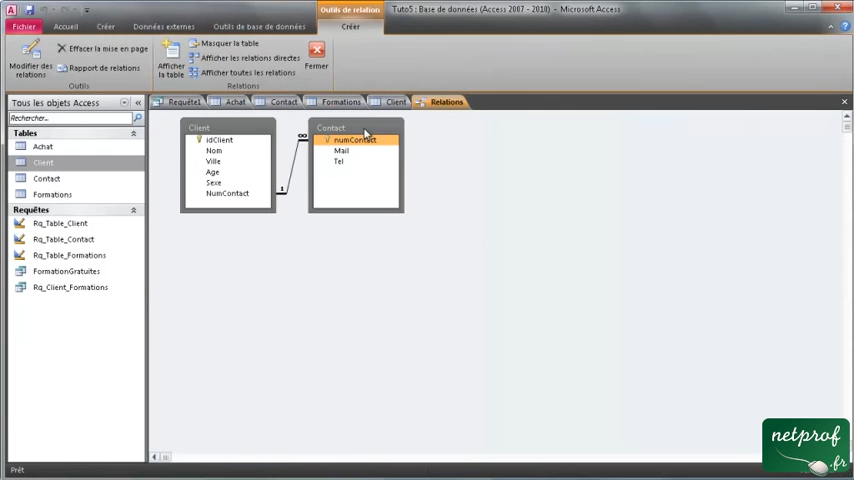 Outils de relation
Tuto5 : Base de données (Access 2007 - 2010) - Microsoft Access
Fichier
Accueil
Créer
Données externes
Outils de base de données
Créer
Modifier des relations
Effacer la mise en page
Rapport de relations
Outils
Afficher la table
Masquer la table
Afficher les relations directes
Afficher toutes les relations
Relations
Fermer
Tous les objets Access
Rechercher...
Tables
Achat
Client
Contact
Formations
Requêtes
Rq_Table_Client
Rq_Table_Contact
Rq_Table_Formations
FormationGratuites
Rq_Client_Formations
Requête1
Achat
Contact
Formations
Client
Relations
Client
idClient
Nom
Ville
Age
Sexe
NumContact
1
∞
Contact
numContact
Mail
Tel
Prêt
netprof
.fr